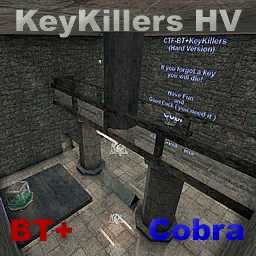 KeyKillers HV
CTF-BT+KeyKillers
(Hard Version)
If you forgot a key
you will die!
Have Fun
and
Good Luck ( you need it )
BT+
Cobra